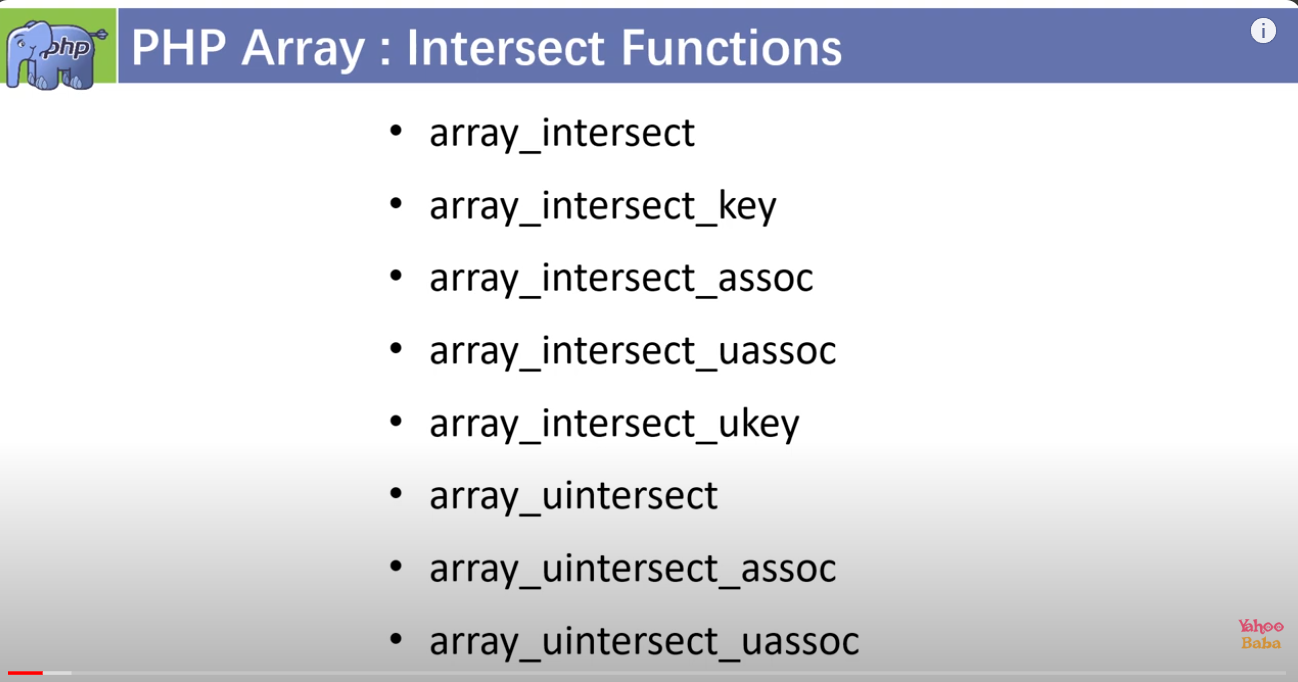 php
PHP Array : Intersect Functions
• array_intersect
• array_intersect_key
• array_intersect_assoc
• array_intersect_uassoc
• array_intersect_ukey
• array_uintersect
• array_uintersect_assoc
• array_uintersect_uassoc
Yahoo
Baba